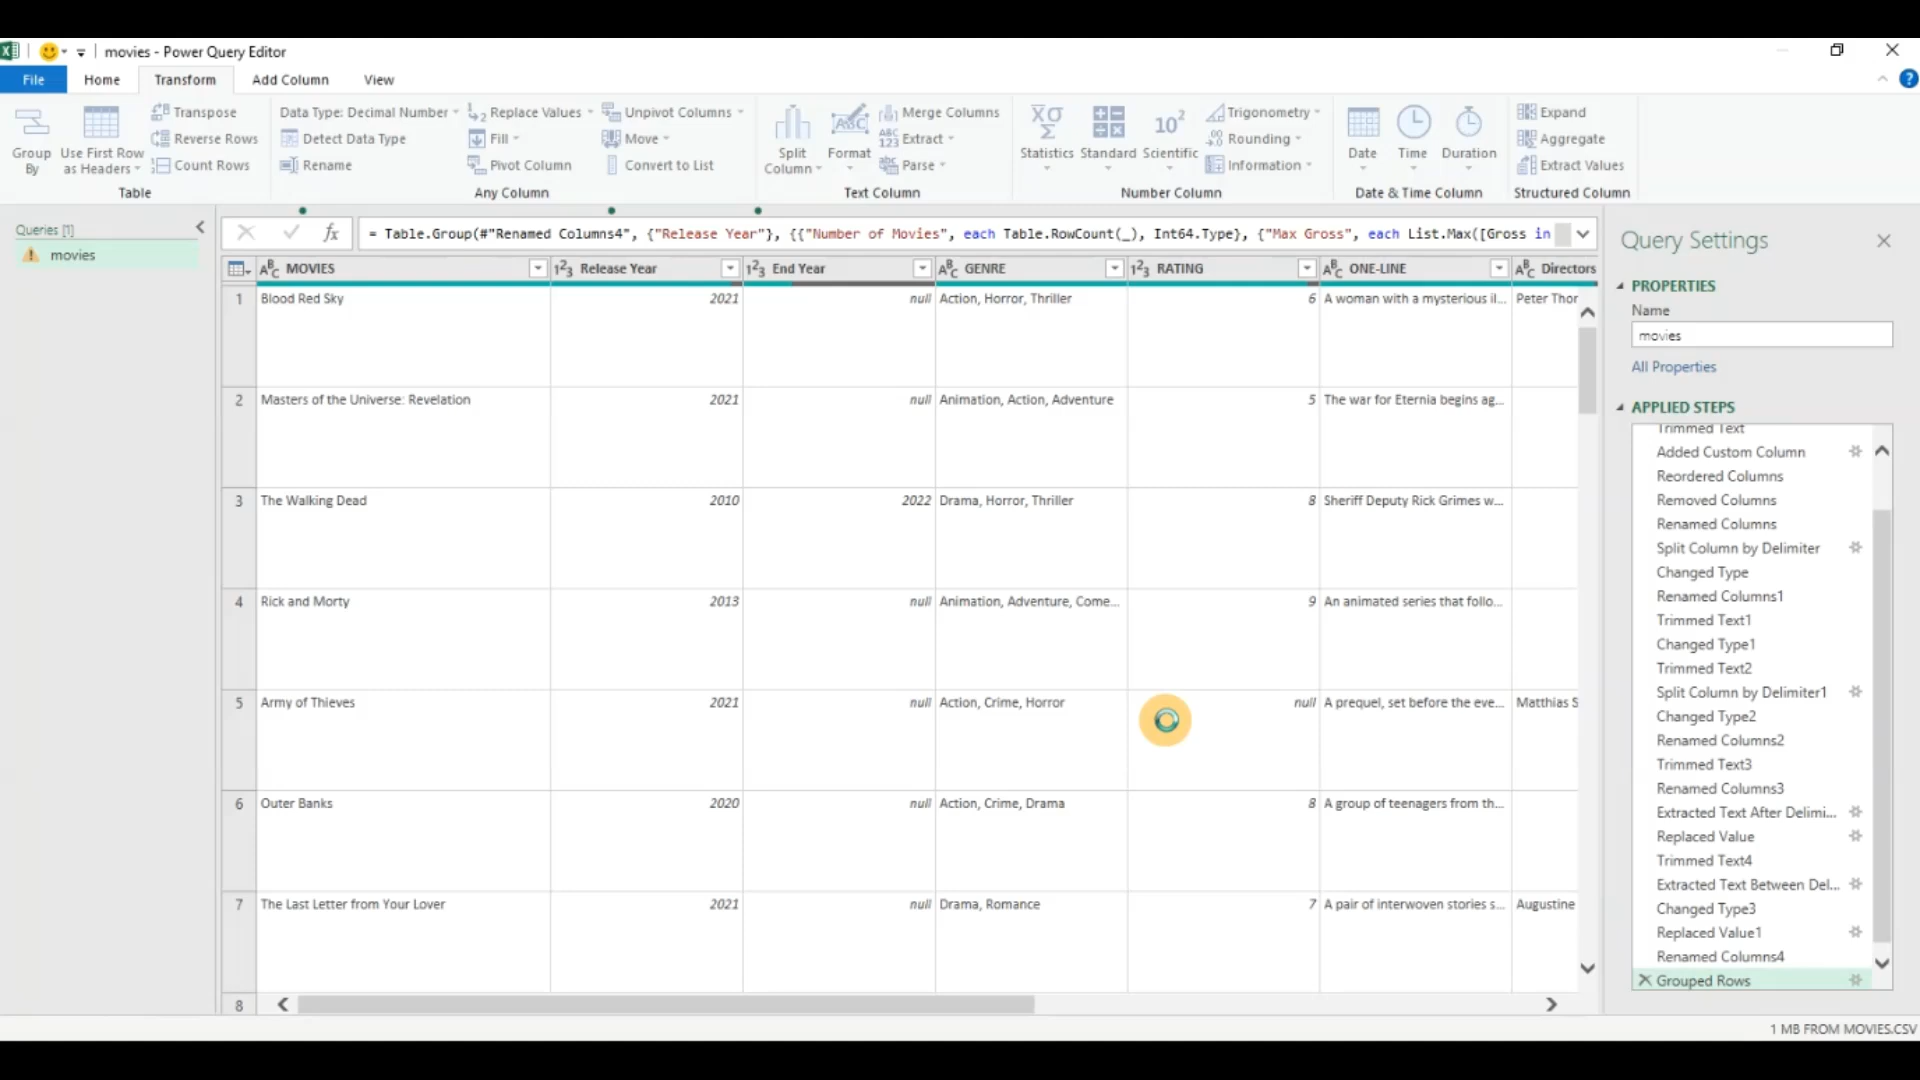 movies - Power Query Editor
File Home Transform Add Column View
Group By
Use First Row as Headers
Transpose
Reverse Rows
Count Rows
Table
Data Type: Decimal Number
Detect Data Type
Rename
Replace Values
Fill
Pivot Column
Unpivot Columns
Move
Convert to List
Any Column
Split Column
Format
Merge Columns
Extract
Parse
Text Column
Statistics
Standard
Scientific
Trigonometry
Rounding
Information
Number Column
Date
Time
Duration
Date & Time Column
Expand
Aggregate
Extract Values
Structured Column
Queries [1]
movies
= Table.Group(#"Renamed Columns4", {"Release Year"}, {{"Number of Movies", each Table.RowCount(_), Int64.Type}, {"Max Gross", each List.Max([Gross in
MOVIES Release Year End Year GENRE RATING ONE-LINE Directors
1 Blood Red Sky 2021 null Action, Horror, Thriller 6 A woman with a mysterious il... Peter Thor
2 Masters of the Universe: Revelation 2021 null Animation, Action, Adventure 5 The war for Eternia begins ag...
3 The Walking Dead 2010 2022 Drama, Horror, Thriller 8 Sheriff Deputy Rick Grimes w...
4 Rick and Morty 2013 null Animation, Adventure, Come... 9 An animated series that follo...
5 Army of Thieves 2021 null Action, Crime, Horror null A prequel, set before the eve... Matthias S
6 Outer Banks 2020 null Action, Crime, Drama 8 A group of teenagers from th...
7 The Last Letter from Your Lover 2021 null Drama, Romance 7 A pair of interwoven stories s... Augustine
8
Query Settings
PROPERTIES
Name
movies
All Properties
APPLIED STEPS
Trimmed Text
Added Custom Column
Reordered Columns
Removed Columns
Renamed Columns
Split Column by Delimiter
Changed Type
Renamed Columns1
Trimmed Text1
Changed Type1
Trimmed Text2
Split Column by Delimiter1
Changed Type2
Renamed Columns2
Trimmed Text3
Renamed Columns3
Extracted Text After Delimi...
Replaced Value
Trimmed Text4
Extracted Text Between Del...
Changed Type3
Replaced Value1
Renamed Columns4
Grouped Rows
1 MB FROM MOVIES.CSV